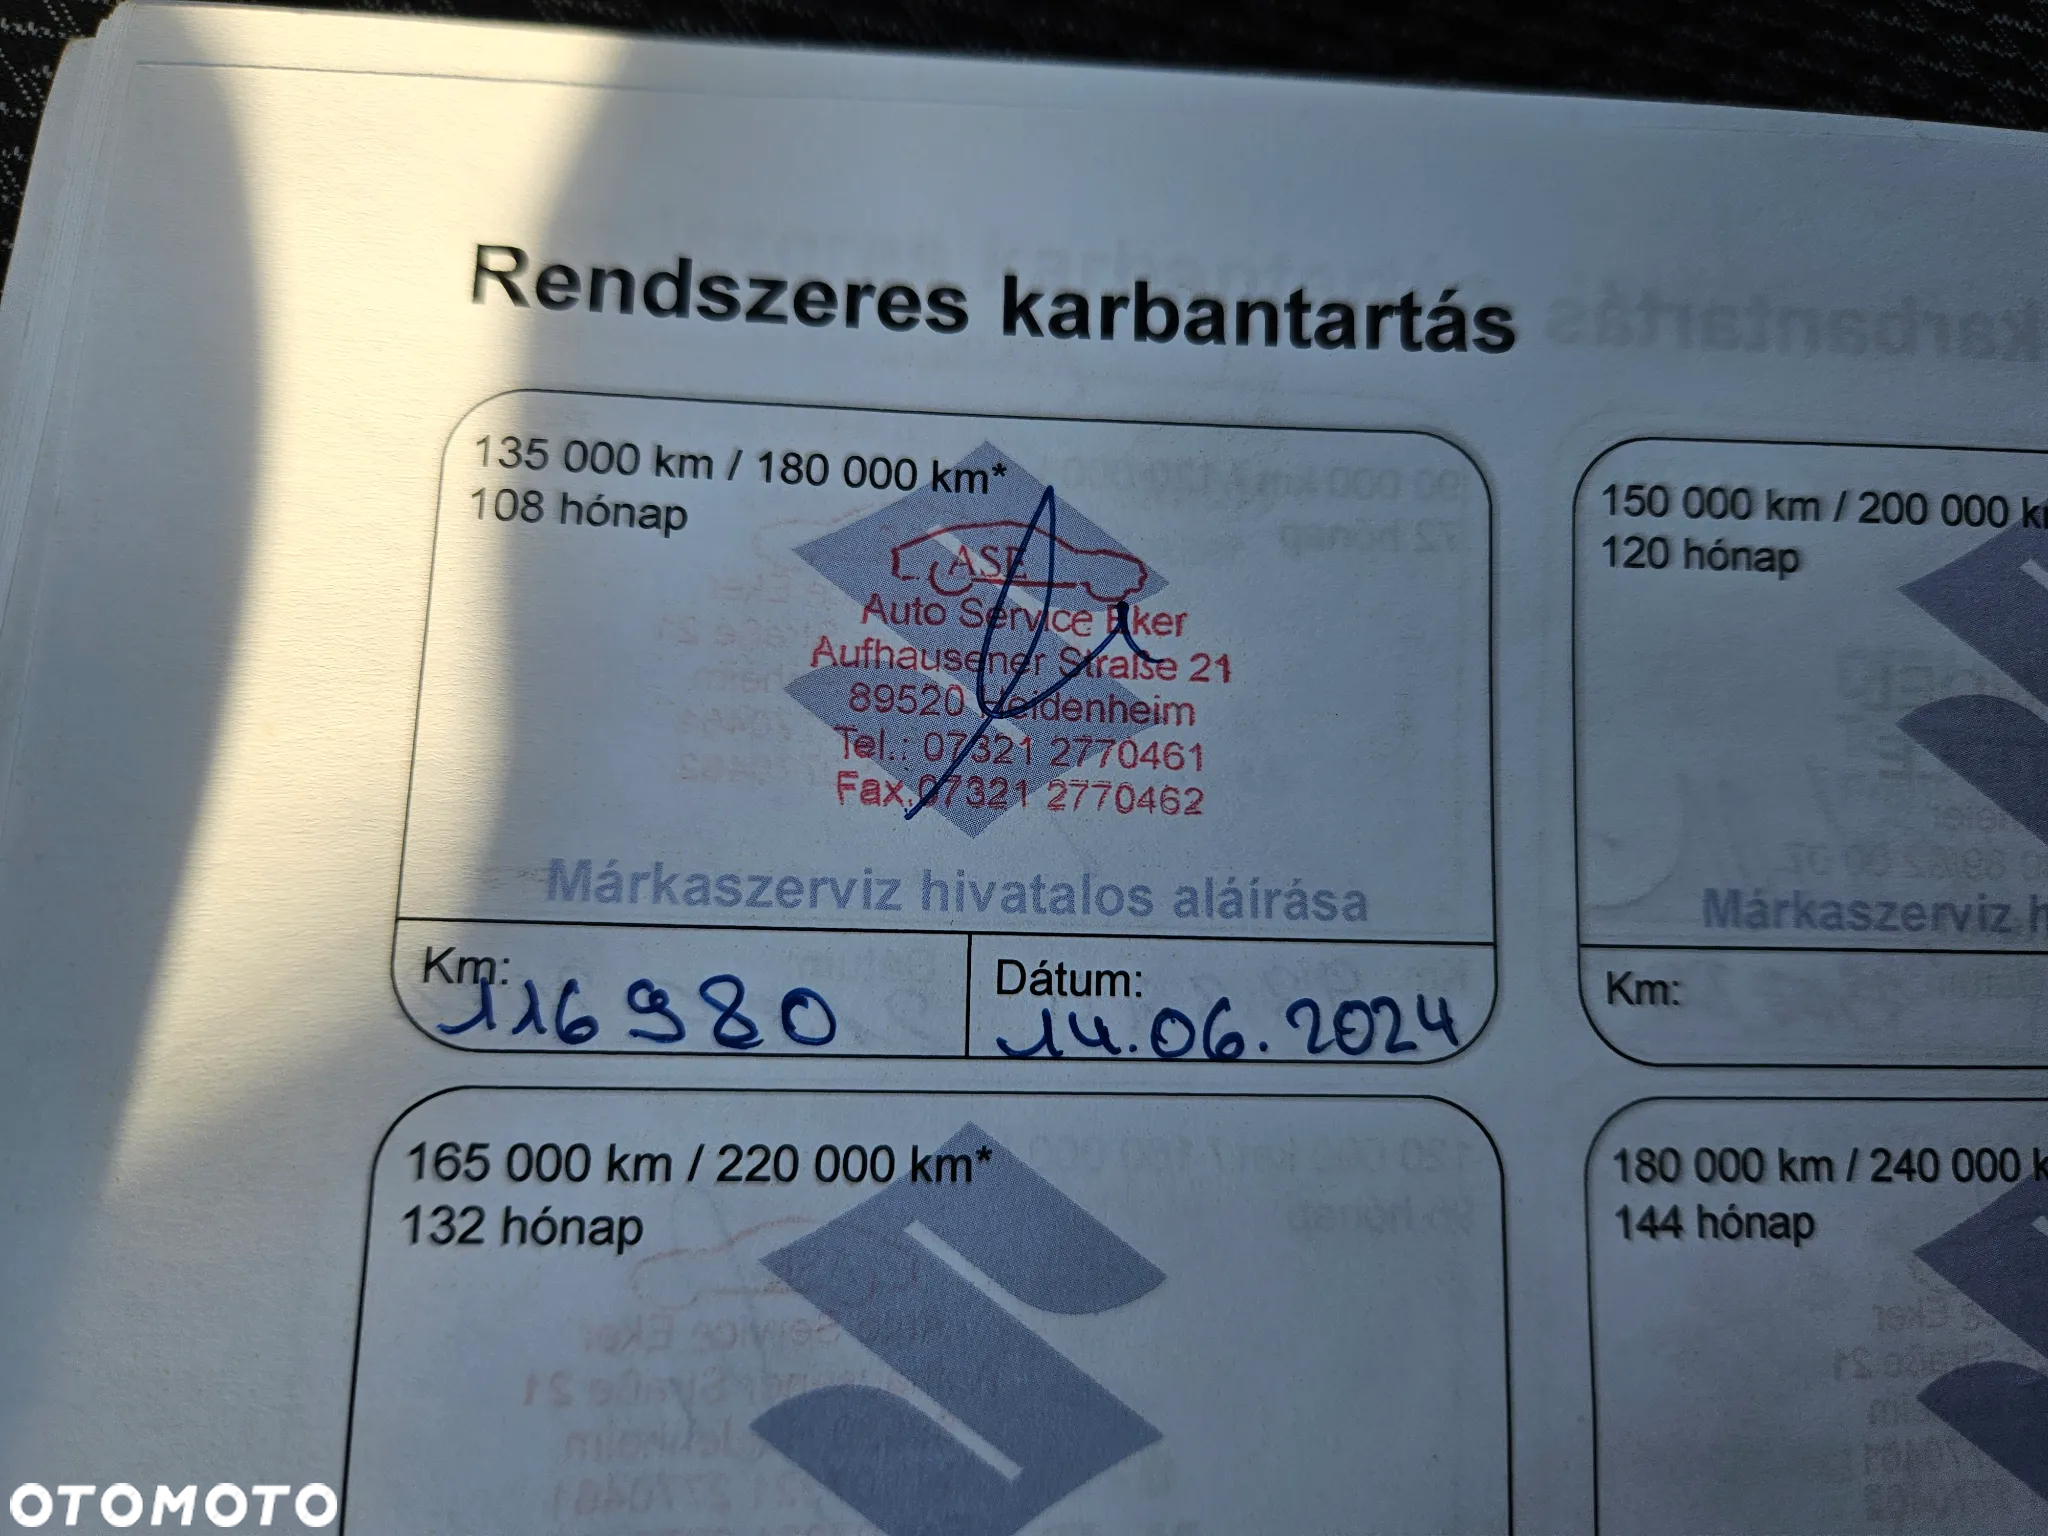 Rendszeres karbantartás
135 000 km / 180 000 km*
108 hónap
ASE
Auto Service Eker
Aufhausener Straße 21
89520 Heidenheim
Tel.: 07321 2770461
Fax.07321 2770462
Márkaszerviz hivatalos aláírása
Km:
116980
Dátum:
14.06.2024
150 000 km / 200 000
120 hónap
Márkaszerviz
Km:
165 000 km / 220 000 km*
132 hónap
180 000 km / 240 000
144 hónap
OTOMOTO